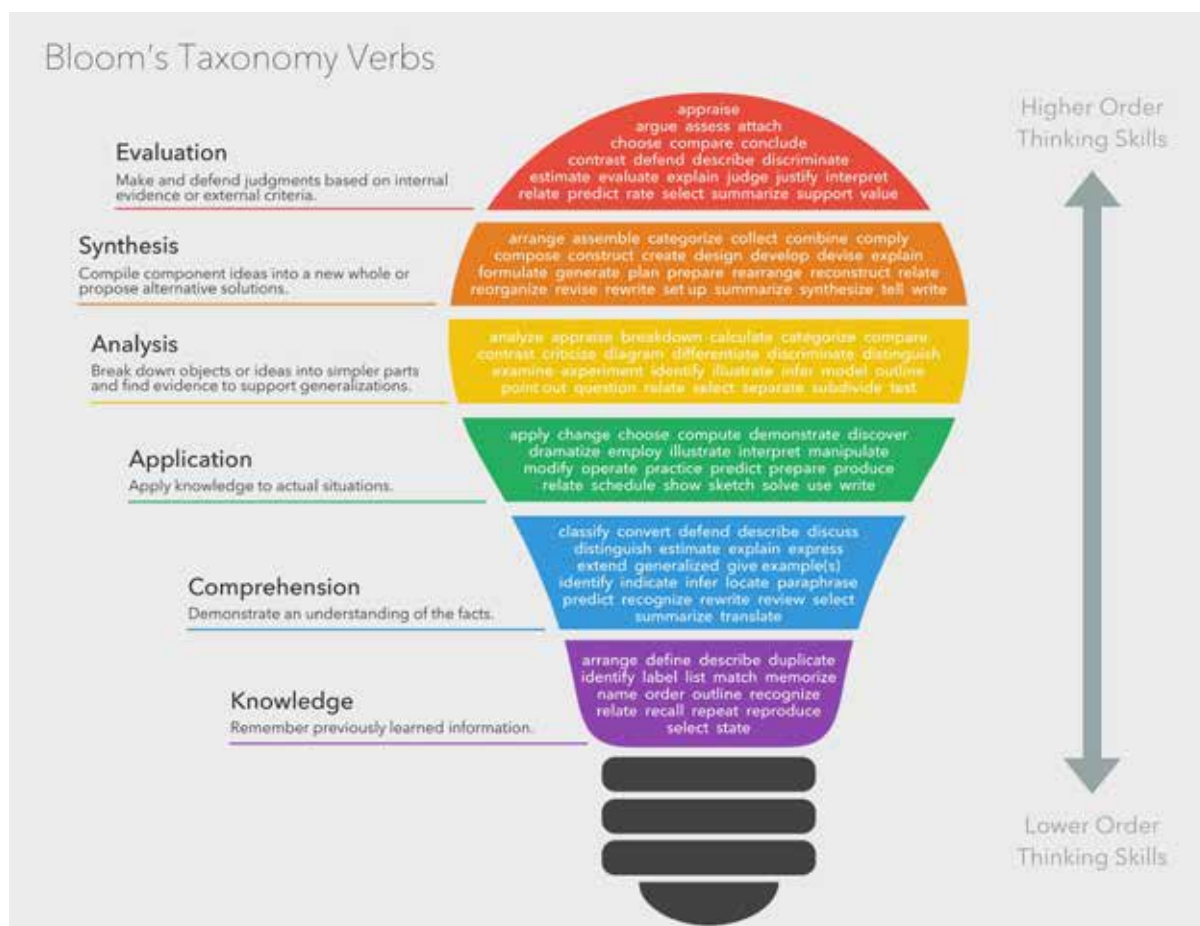 Bloom's Taxonomy Verbs
Higher Order
Thinking Skills
Evaluation
Make and defend judgments based on internal
evidence or external criteria.
appraise
argue assess attach
choose compare conclude
contrast defend describe discriminate
estimate evaluate explain judge justify interpret
relate predict rate select summarize support value
Synthesis
Compile component ideas into a new whole or
propose alternative solutions.
arrange assemble categorize collect combine comply
compose construct create design develop devise explain
formulate generate plan prepare rearrange reconstruct relate
reorganize revise rewrite set up summarize synthesize tell write
Analysis
Break down objects or ideas into simpler parts
and find evidence to support generalizations.
analyze appraise breakdown calculate categorize compare
contrast criticize diagram differentiate discriminate distinguish
examine experiment identify illustrate infer model outline
point out question relate select separate subdivide test
Application
Apply knowledge to actual situations.
apply change choose compute demonstrate discover
dramatize employ illustrate interpret manipulate
modify operate practice predict prepare produce
relate schedule show sketch solve use write
Comprehension
Demonstrate an understanding of the facts.
classify convert defend describe discuss
distinguish estimate explain express
extend generalized give example(s)
identify indicate infer locate paraphrase
predict recognize rewrite review select
summarize translate
Knowledge
Remember previously learned information.
arrange define describe duplicate
identify label list match memorize
name order outline recognize
relate recall repeat reproduce
select state
Lower Order
Thinking Skills